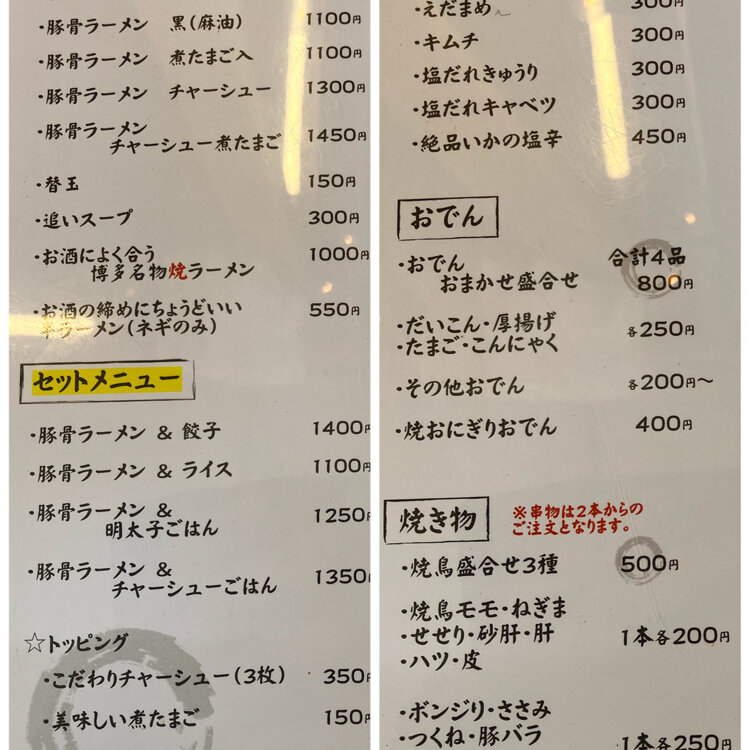 ・豚骨ラーメン 黒(麻油) 1100円
・豚骨ラーメン 煮たまご入 1100円
・豚骨ラーメン チャーシュー 1300円
・豚骨ラーメン
チャーシュー煮たまご 1450円
・替玉 150円
・追いスープ 300円
・お酒によく合う 1000円
博多名物焼ラーメン
・お酒の締めにちょうどいい 550円
ラーメン(ネギのみ)
セットメニュー
・豚骨ラーメン & 餃子 1400円
・豚骨ラーメン & ライス 1100円
・豚骨ラーメン &
明太子ごはん 1250円
・豚骨ラーメン &
チャーシューごはん 1350円
☆トッピング
・こだわりチャーシュー(3枚) 350円
・美味しい煮たまご 150円
・えだまめ 300円
・キムチ 300円
・塩だれきゅうり 300円
・塩だれキャベツ 300円
・絶品いかの塩辛 450円
おでん
・おでん 合計4品
おまかせ盛合せ 800円
・だいこん・厚揚げ
・たまご・こんにゃく 各250円
・その他おでん 各200円〜
・焼おにぎりおでん 400円
焼き物
※串物は2本からの
ご注文となります。
・焼鳥盛合せ3種 500円
・焼鳥モモ・ねぎま
・せせり・砂肝・肝 1本各200円
・ハツ・皮
・ボンジリ・ささみ
・つくね・豚バラ 1本各250円